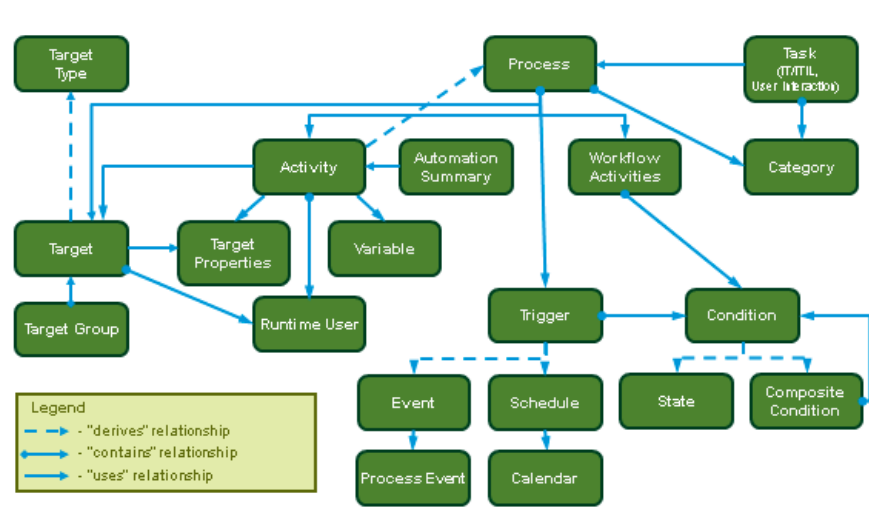 Target
Type
Process
Task
(IT/ITIL,
User Interaction)
Activity
Automation
Summary
Workflow
Activities
Category
Target
Target
Properties
Variable
Target Group
Runtime User
Trigger
Condition
Event
Schedule
State
Composite
Condition
Process Event
Calendar
Legend
- "derives" relationship
- "contains" relationship
- "uses" relationship